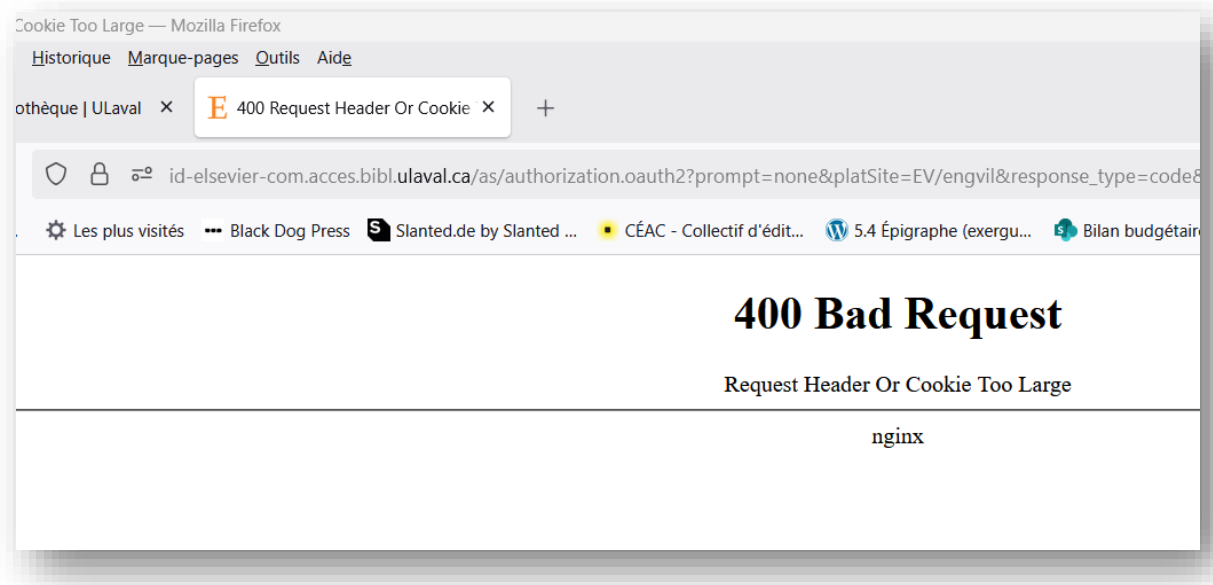 Cookie Too Large — Mozilla Firefox
Historique Marque-pages Outils Aide
othèque | ULaval
E 400 Request Header Or Cookie
id-elsevier-com.acces.bibl.ulaval.ca/as/authorization.oauth2?prompt=none&platSite=EV/engvil&response_type=code&
Les plus visités Black Dog Press S Slanted.de by Slanted ... CÉAC - Collectif d'édit... 5.4 Épigraphe (exergu... Bilan budgétair
400 Bad Request
Request Header Or Cookie Too Large
nginx